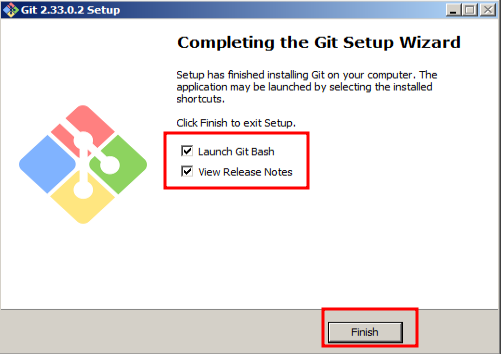 Git 2.33.0.2 Setup
Completing the Git Setup Wizard
Setup has finished installing Git on your computer. The
application may be launched by selecting the installed
shortcuts.
Click Finish to exit Setup.
Launch Git Bash
View Release Notes
Finish